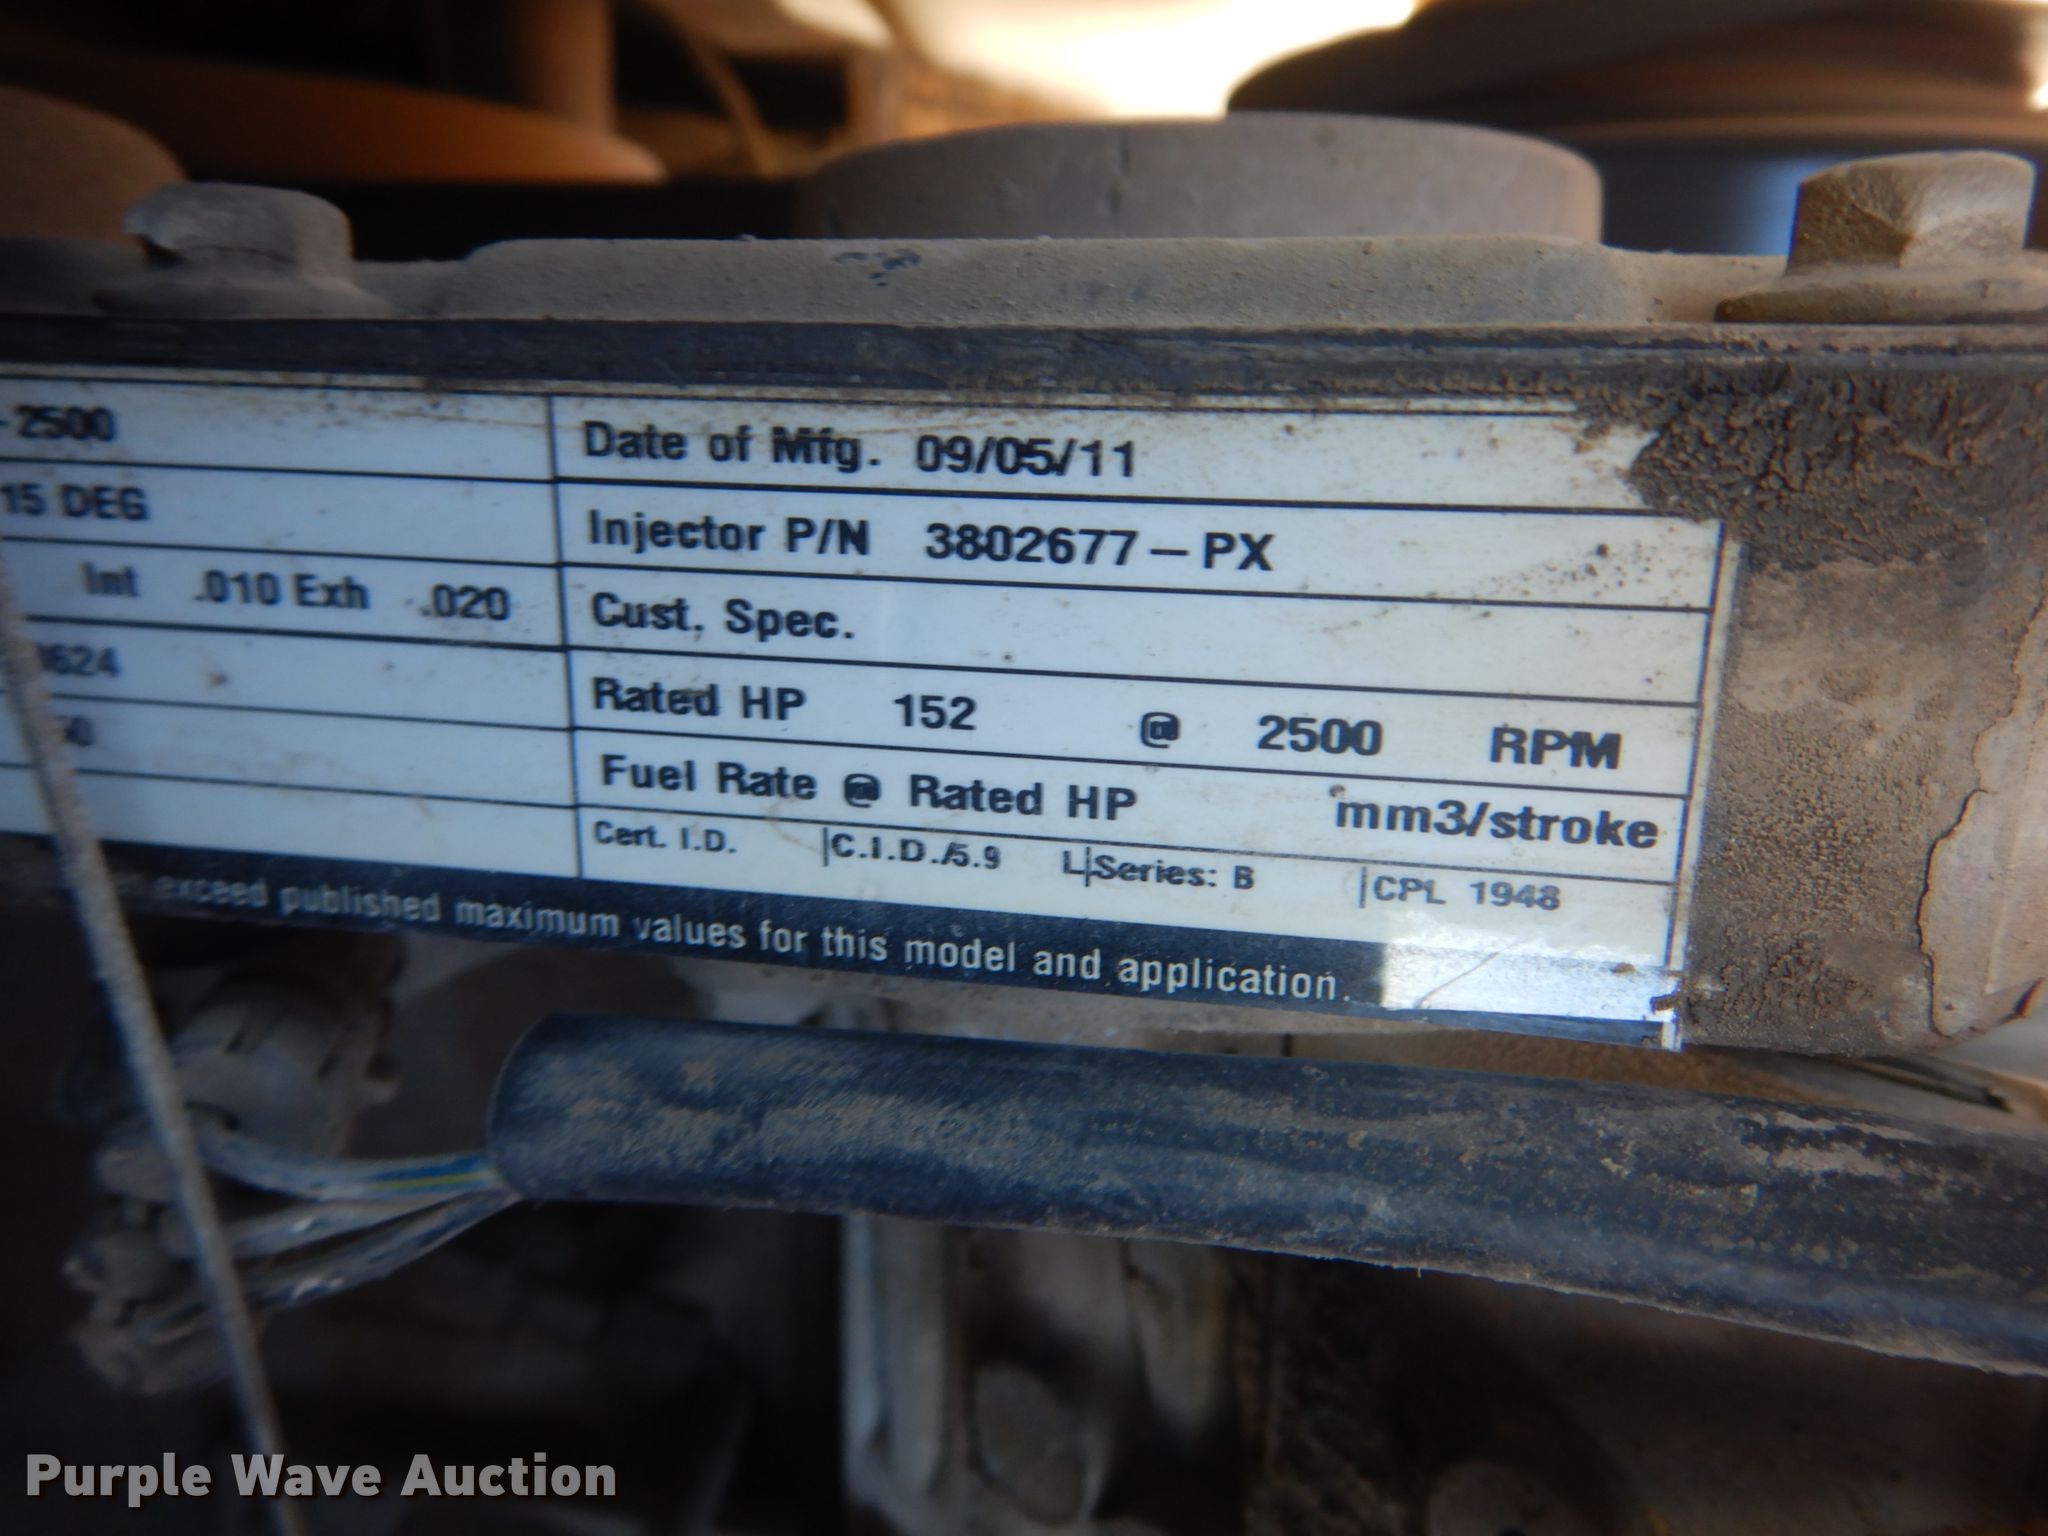 - 2500
15 DEG
Int .010 Exh .020
Date of Mfg. 09/05/11
Injector P/N 3802677-PX
Cust. Spec.
Rated HP 152 @ 2500 RPM
Fuel Rate @ Rated HP mm3/stroke
Cert. I.D. C.I.D./5.9 L Series: B CPL 1948
exceed published maximum values for this model and application.
Purple Wave Auction